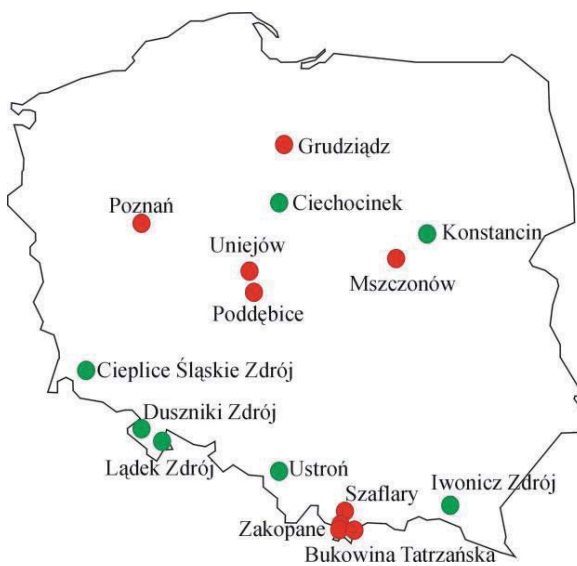 Grudziądz
Poznań
Ciechocinek
Konstancin
Uniejów
Mszczonów
Poddębice
Cieplice Śląskie Zdrój
Duszniki Zdrój
Lądek Zdrój
Ustroń
Iwonicz Zdrój
Szaflary
Zakopane
Bukowina Tatrzańska